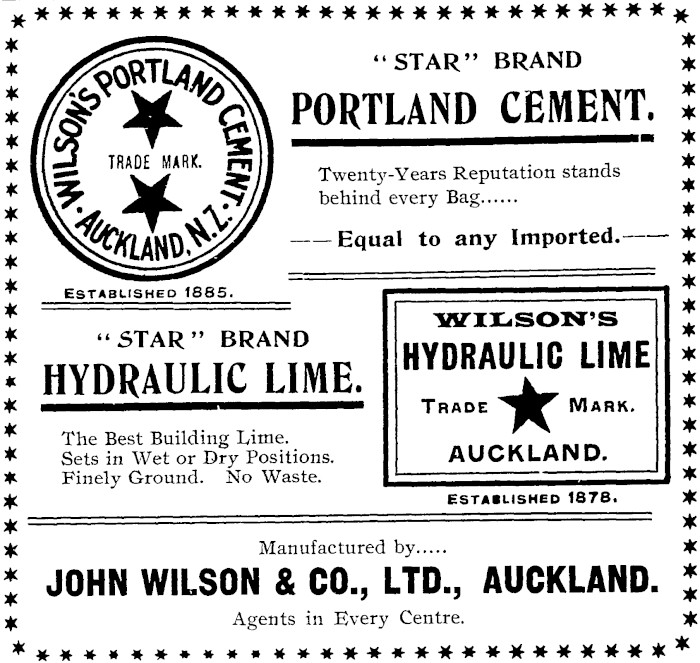 WILSON'S PORTLAND CEMENT · AUCKLAND, N.Z. ·
TRADE MARK.
ESTABLISHED 1885.
"STAR" BRAND
PORTLAND CEMENT.
Twenty-Years Reputation stands
behind every Bag......
Equal to any Imported.
"STAR" BRAND
HYDRAULIC LIME.
The Best Building Lime.
Sets in Wet or Dry Positions.
Finely Ground. No Waste.
WILSON'S
HYDRAULIC LIME
TRADE MARK.
AUCKLAND.
ESTABLISHED 1878.
Manufactured by.....
JOHN WILSON & CO., LTD., AUCKLAND.
Agents in Every Centre.